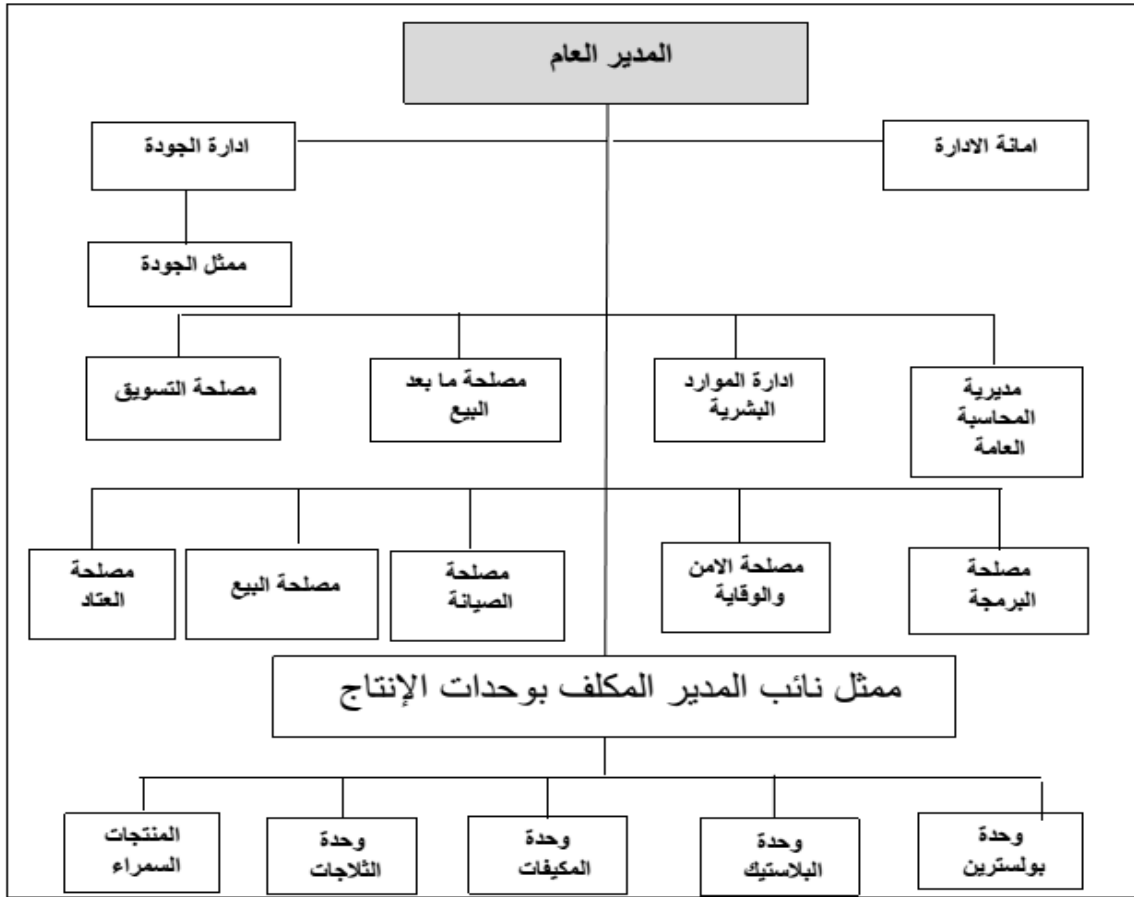 المدير العام
امانة الادارة
ادارة الجودة
ممثل الجودة
مديرية
المحاسبة
العامة
ادارة الموارد
البشرية
مصلحة ما بعد
البيع
مصلحة التسويق
مصلحة
البرمجة
مصلحة الامن
والوقاية
مصلحة
الصيانة
مصلحة البيع
مصلحة
العتاد
ممثل نائب المدير المكلف بوحدات الإنتاج
وحدة
بولسترين
وحدة
البلاستيك
وحدة
المكيفات
وحدة
الثلاجات
المنتجات
السمراء